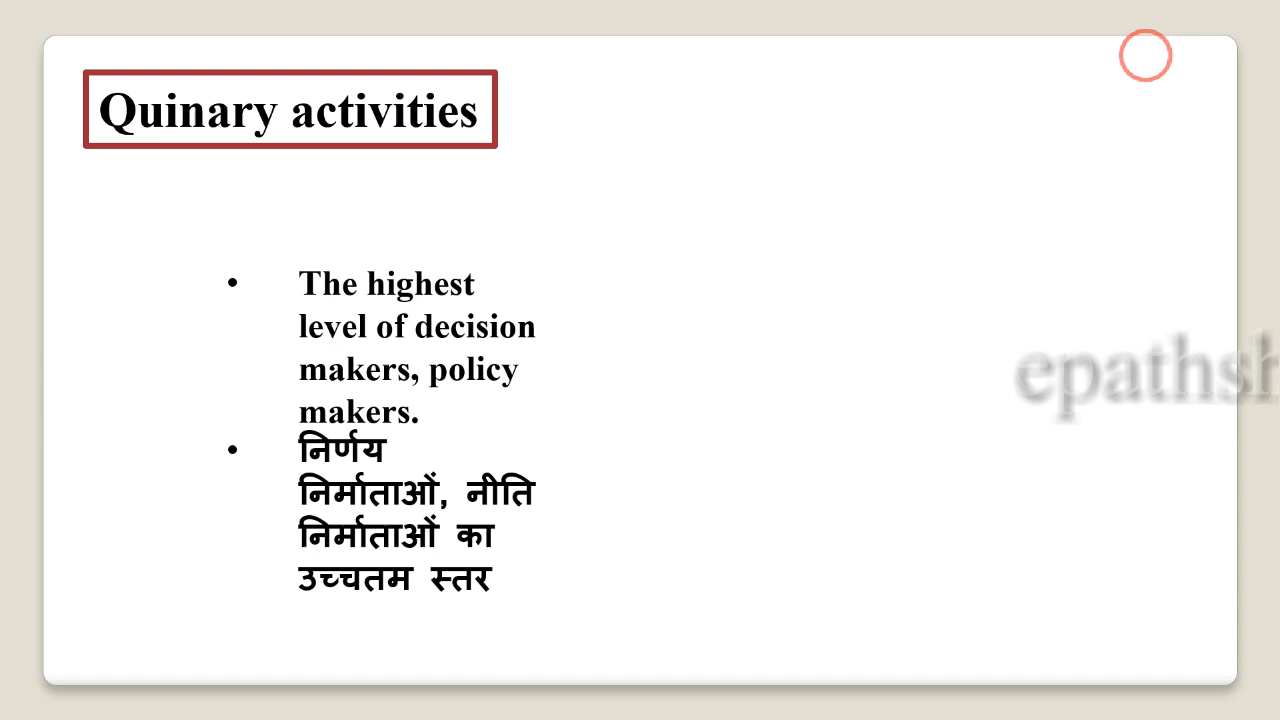 Quinary activities
• The highest
level of decision
makers, policy
makers.
• निर्णय
निर्माताओं, नीति
निर्माताओं का
उच्चतम स्तर
epathsh